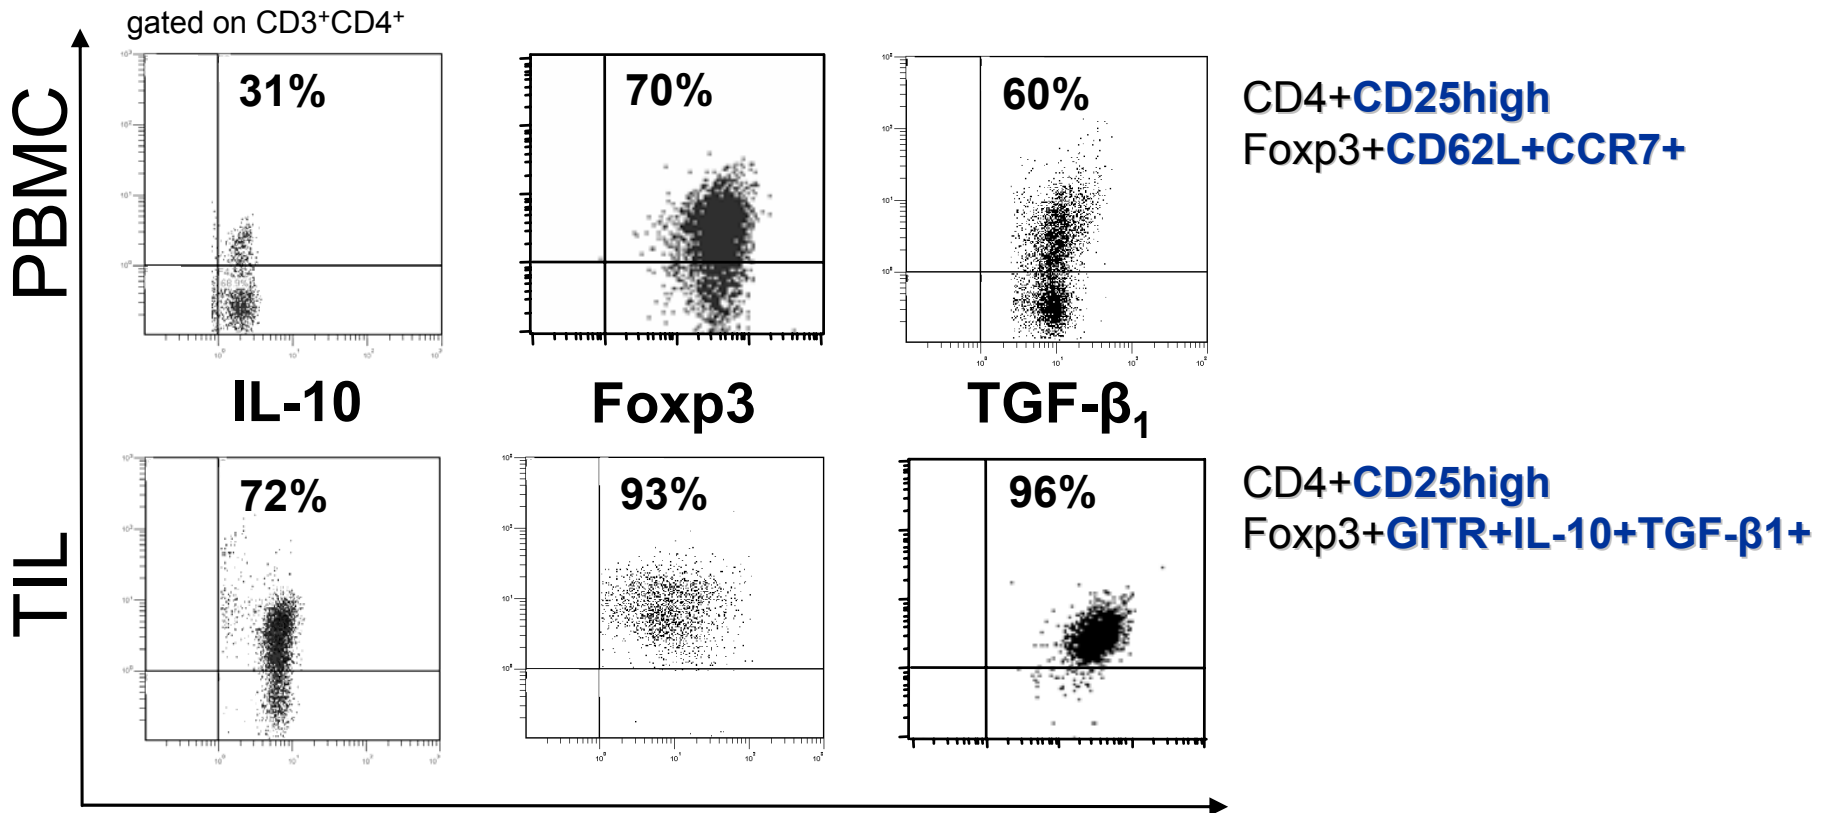 gated on CD3⁺CD4⁺
PBMC
31%
70%
60%
CD4+CD25high
Foxp3+CD62L+CCR7+
IL-10
Foxp3
TGF-β₁
TIL
72%
93%
96%
CD4+CD25high
Foxp3+GITR+IL-10+TGF-β1+